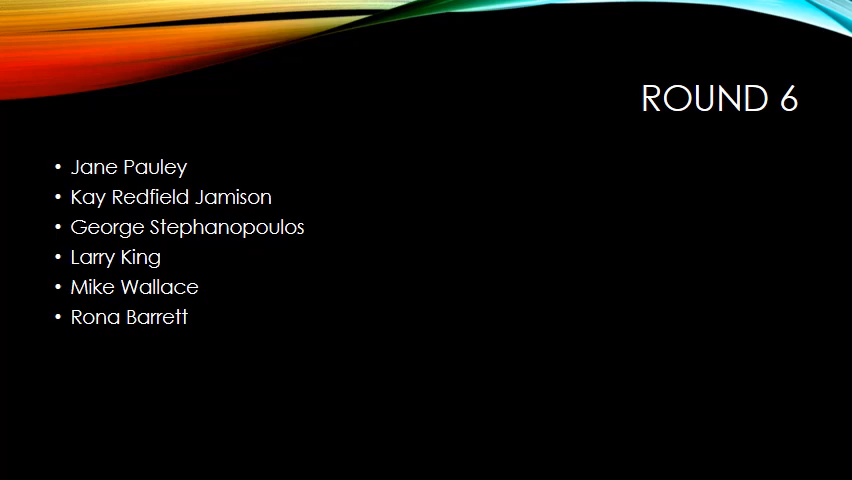 ROUND 6
• Jane Pauley
• Kay Redfield Jamison
• George Stephanopoulos
• Larry King
• Mike Wallace
• Rona Barrett